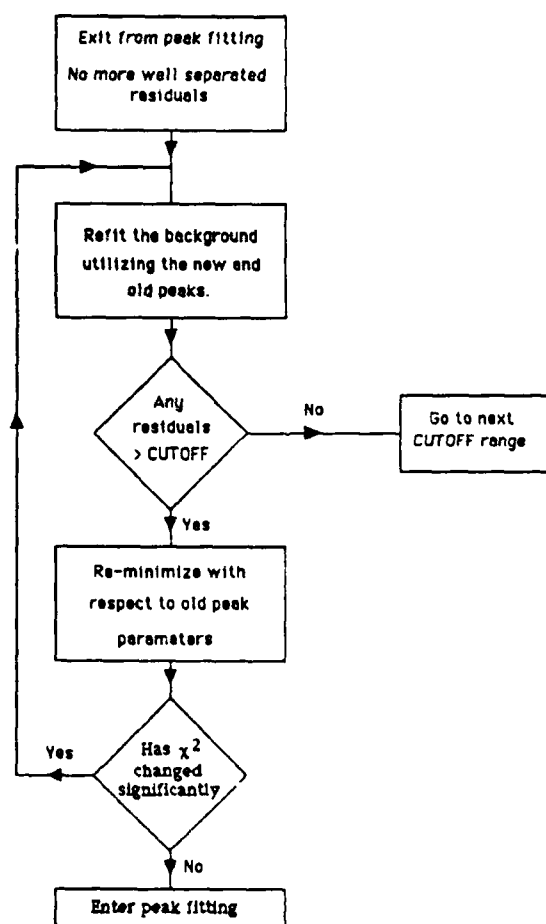 Exit from peak fitting
No more well separated
residuals
Refit the background
utilizing the new and
old peaks.
Any
residuals
> CUTOFF
No
Go to next
CUTOFF range
Yes
Re-minimize with
respect to old peak
parameters
Yes
Has χ²
changed
significantly
No
Enter peak fitting